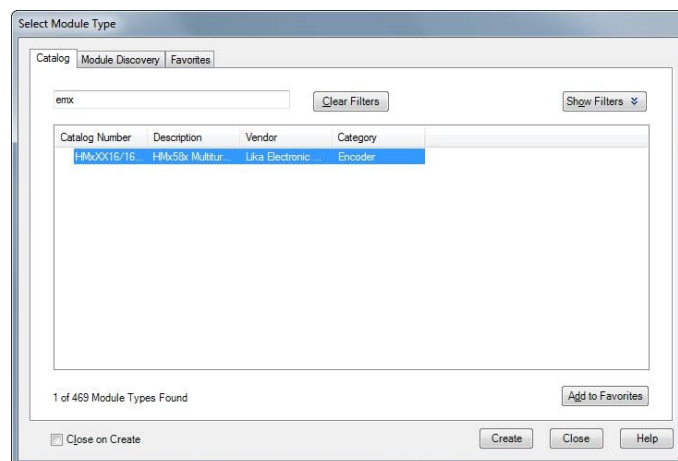 Select Module Type
Catalog Module Discovery Favorites
emx Clear Filters Show Filters
Catalog Number Description Vendor Category
HMxXX16/16... HMx58x Multitur... Lika Electronic ... Encoder
1 of 469 Module Types Found Add to Favorites
Close on Create Create Close Help